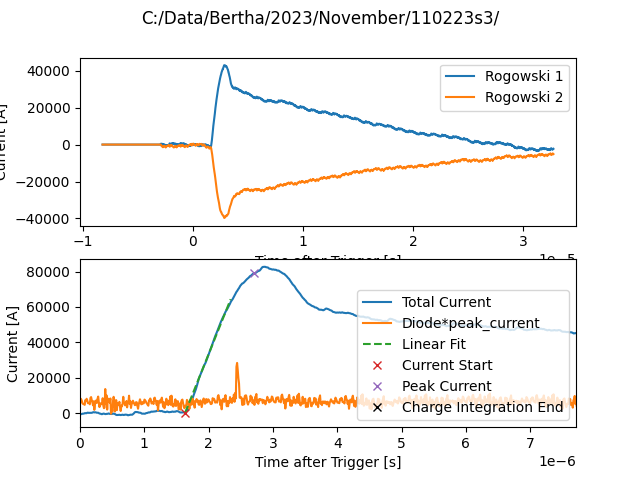 C:/Data/Bertha/2023/November/110223s3/
Current [A]
40000
20000
0
−20000
−40000
Rogowski 1
Rogowski 2
−1
0
1
2
3
Time after Trigger [s]
1e−5
Current [A]
80000
60000
40000
20000
0
Total Current
Diode*peak_current
Linear Fit
Current Start
Peak Current
Charge Integration End
0
1
2
3
4
5
6
7
Time after Trigger [s]
1e−6